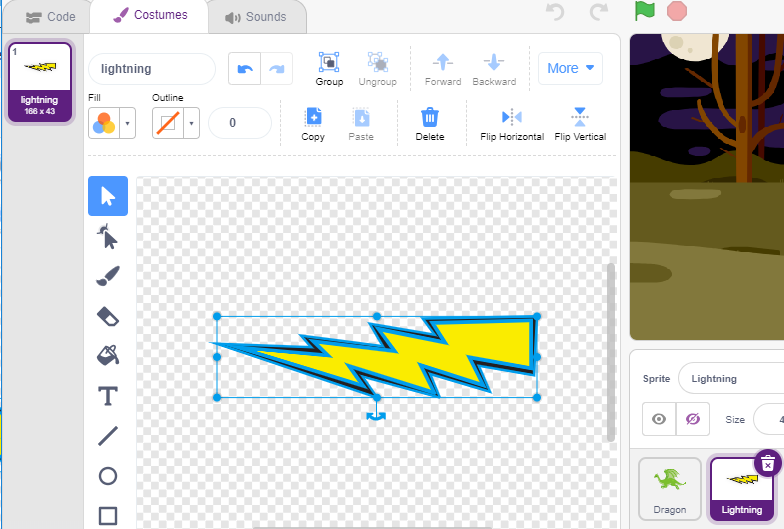 Code
Costumes
Sounds
1
lightning
166 x 43
lightning
Group
Ungroup
Forward
Backward
More
Fill
Outline
0
Copy
Paste
Delete
Flip Horizontal
Flip Vertical
T
Sprite
Lightning
Size
4
Dragon
Lightning